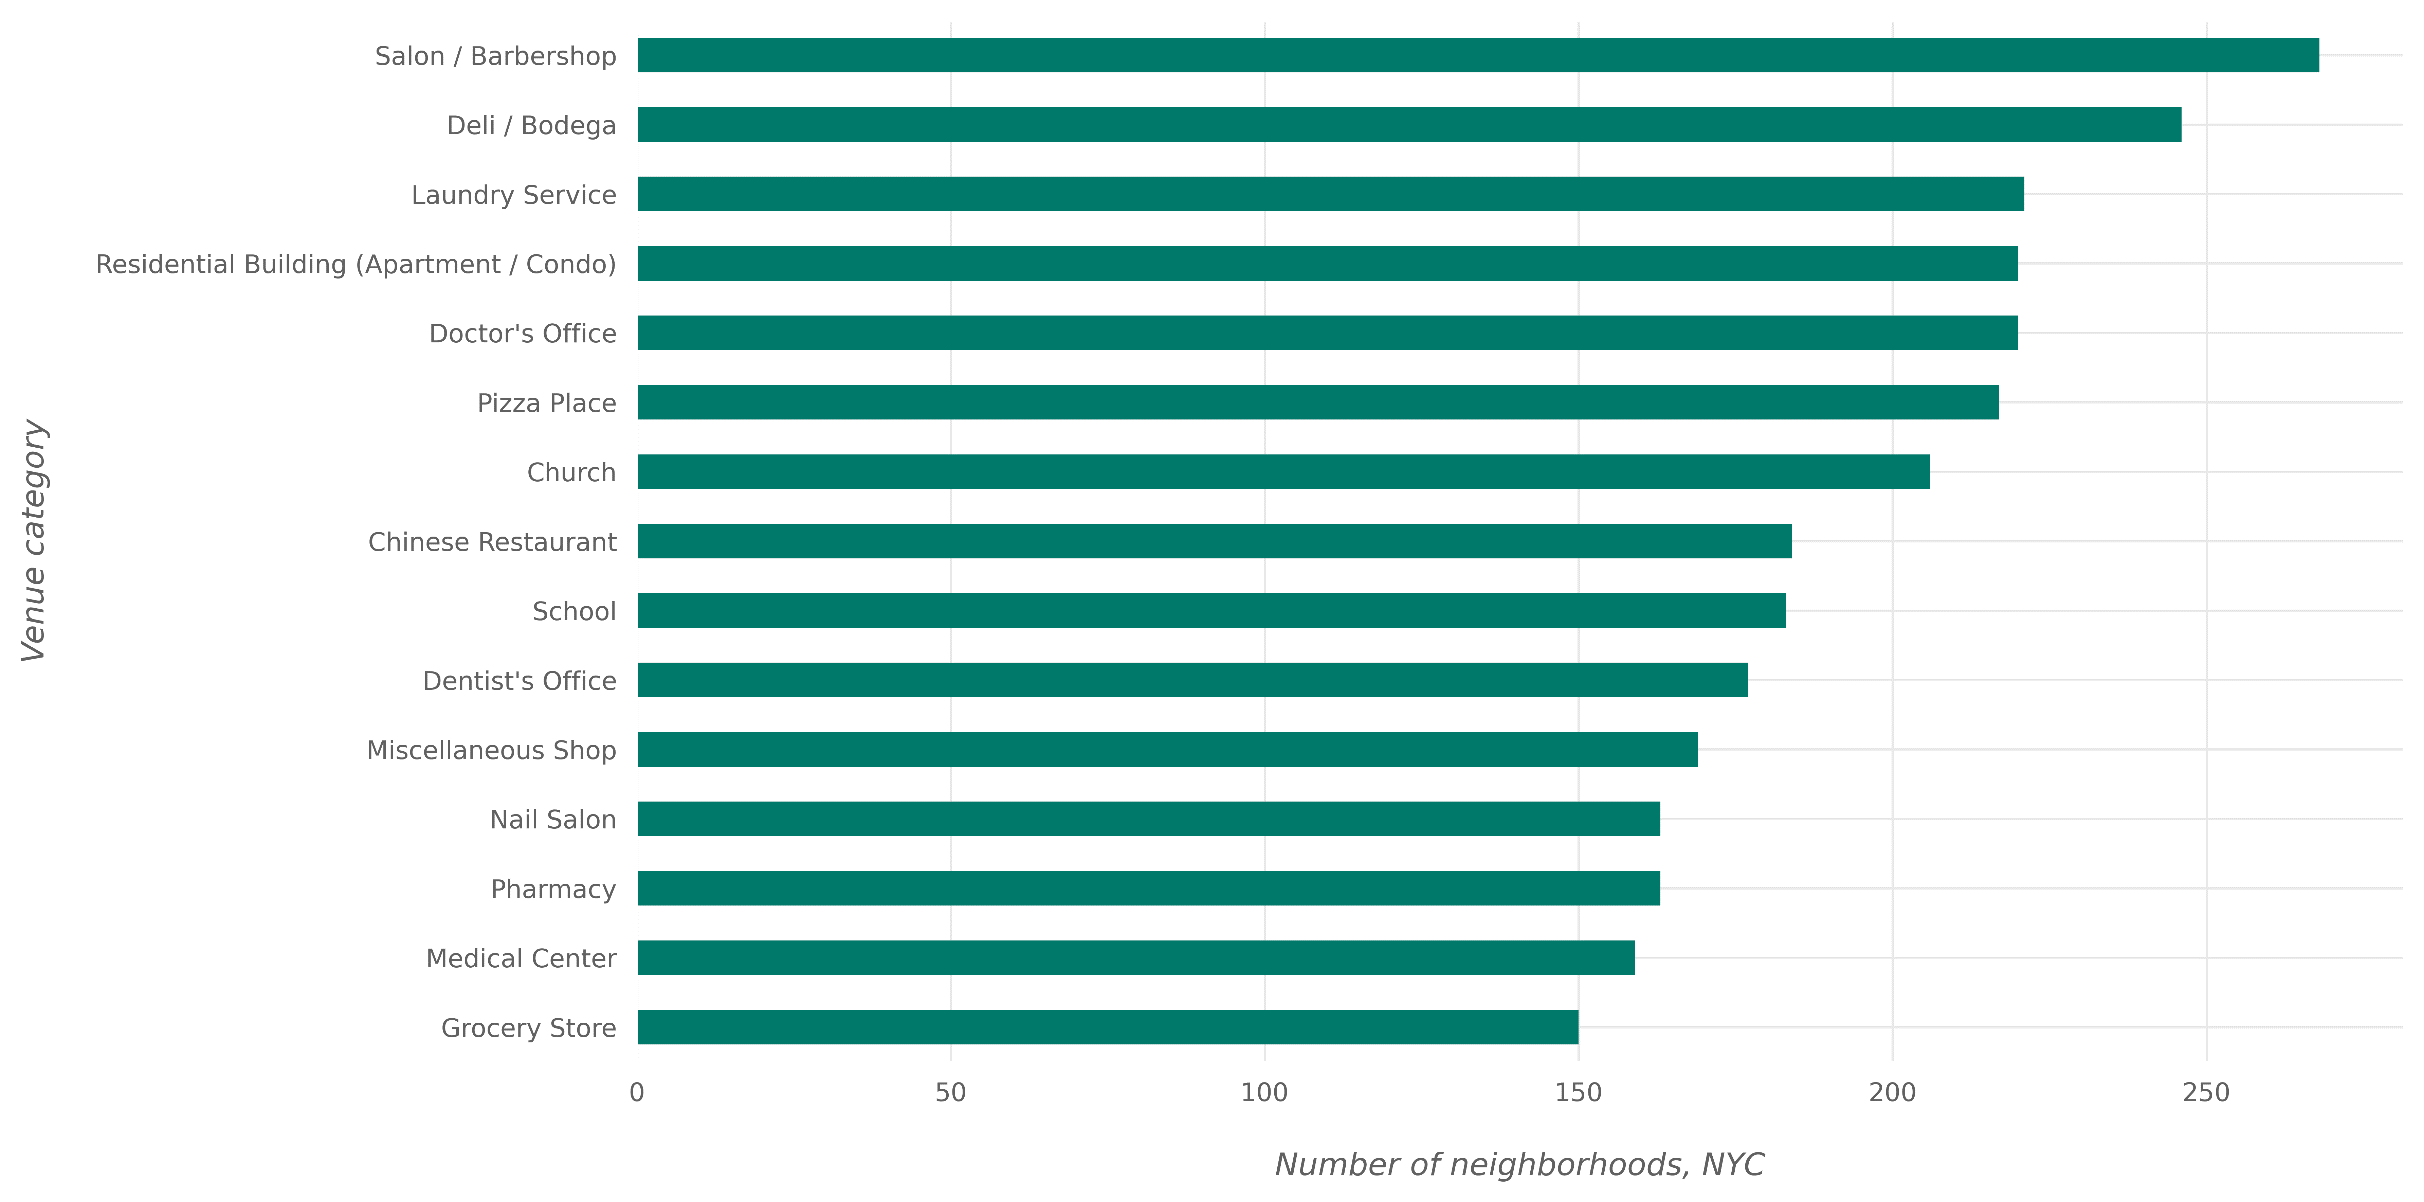 Salon / Barbershop
Deli / Bodega
Laundry Service
Residential Building (Apartment / Condo)
Doctor's Office
Pizza Place
Church
Chinese Restaurant
School
Dentist's Office
Miscellaneous Shop
Nail Salon
Pharmacy
Medical Center
Grocery Store
Venue category
0 50 100 150 200 250
Number of neighborhoods, NYC